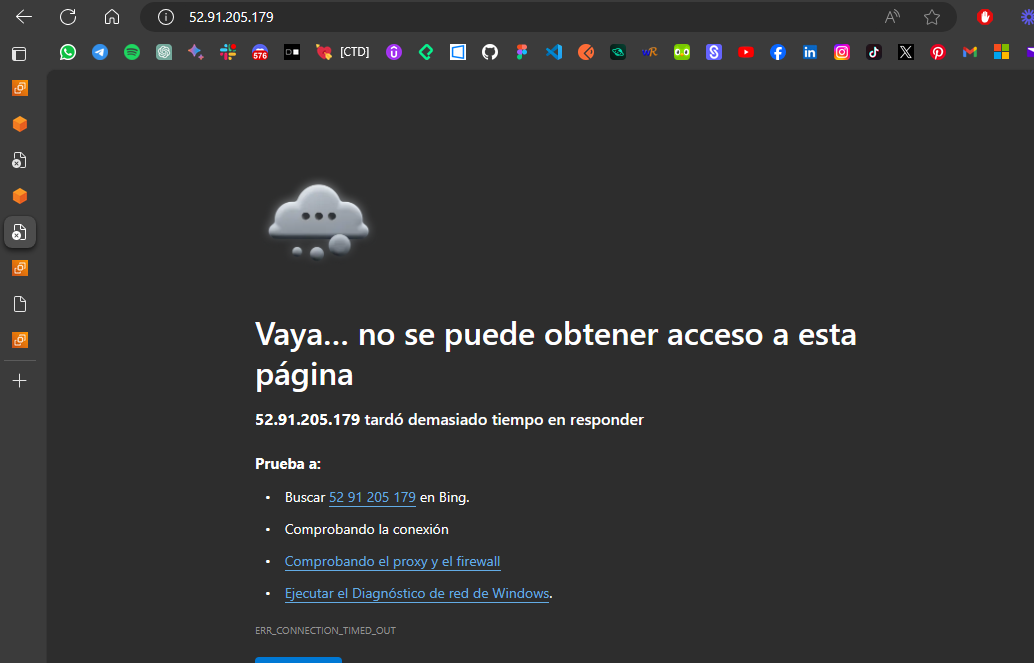 52.91.205.179
576
[CTD]
Vaya... no se puede obtener acceso a esta
página
52.91.205.179 tardó demasiado tiempo en responder
Prueba a:
• Buscar 52 91 205 179 en Bing.
• Comprobando la conexión
• Comprobando el proxy y el firewall
• Ejecutar el Diagnóstico de red de Windows.
ERR_CONNECTION_TIMED_OUT